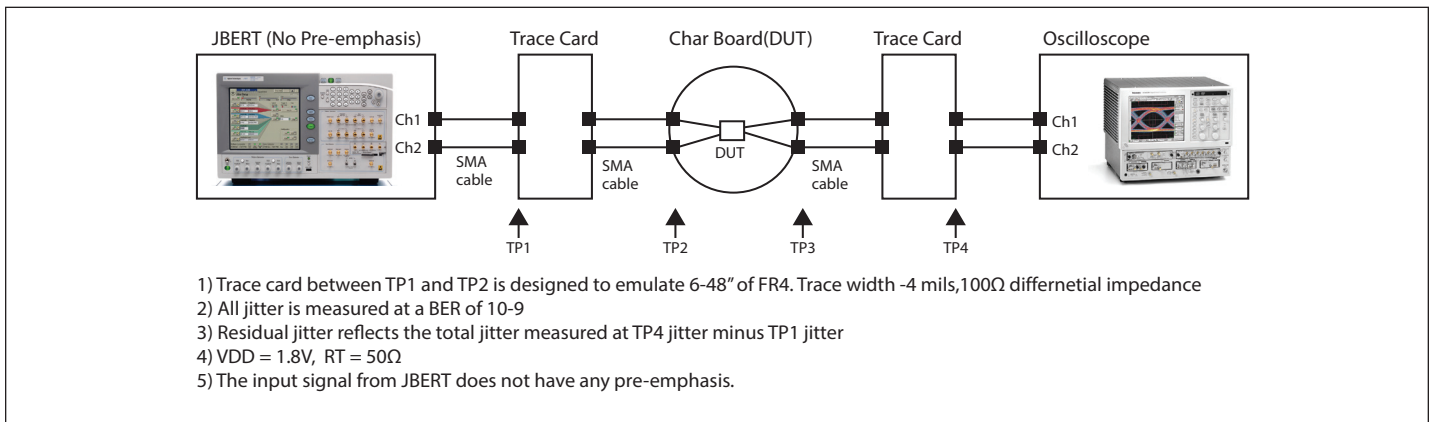 JBERT (No Pre-emphasis)
Trace Card
Char Board(DUT)
Trace Card
Oscilloscope
Ch1
Ch2
SMA
cable
SMA
cable
DUT
SMA
cable
Ch1
Ch2
TP1
TP2
TP3
TP4
1) Trace card between TP1 and TP2 is designed to emulate 6-48” of FR4. Trace width -4 mils,100Ω differnetial impedance
2) All jitter is measured at a BER of 10-9
3) Residual jitter reflects the total jitter measured at TP4 jitter minus TP1 jitter
4) VDD = 1.8V, RT = 50Ω
5) The input signal from JBERT does not have any pre-emphasis.